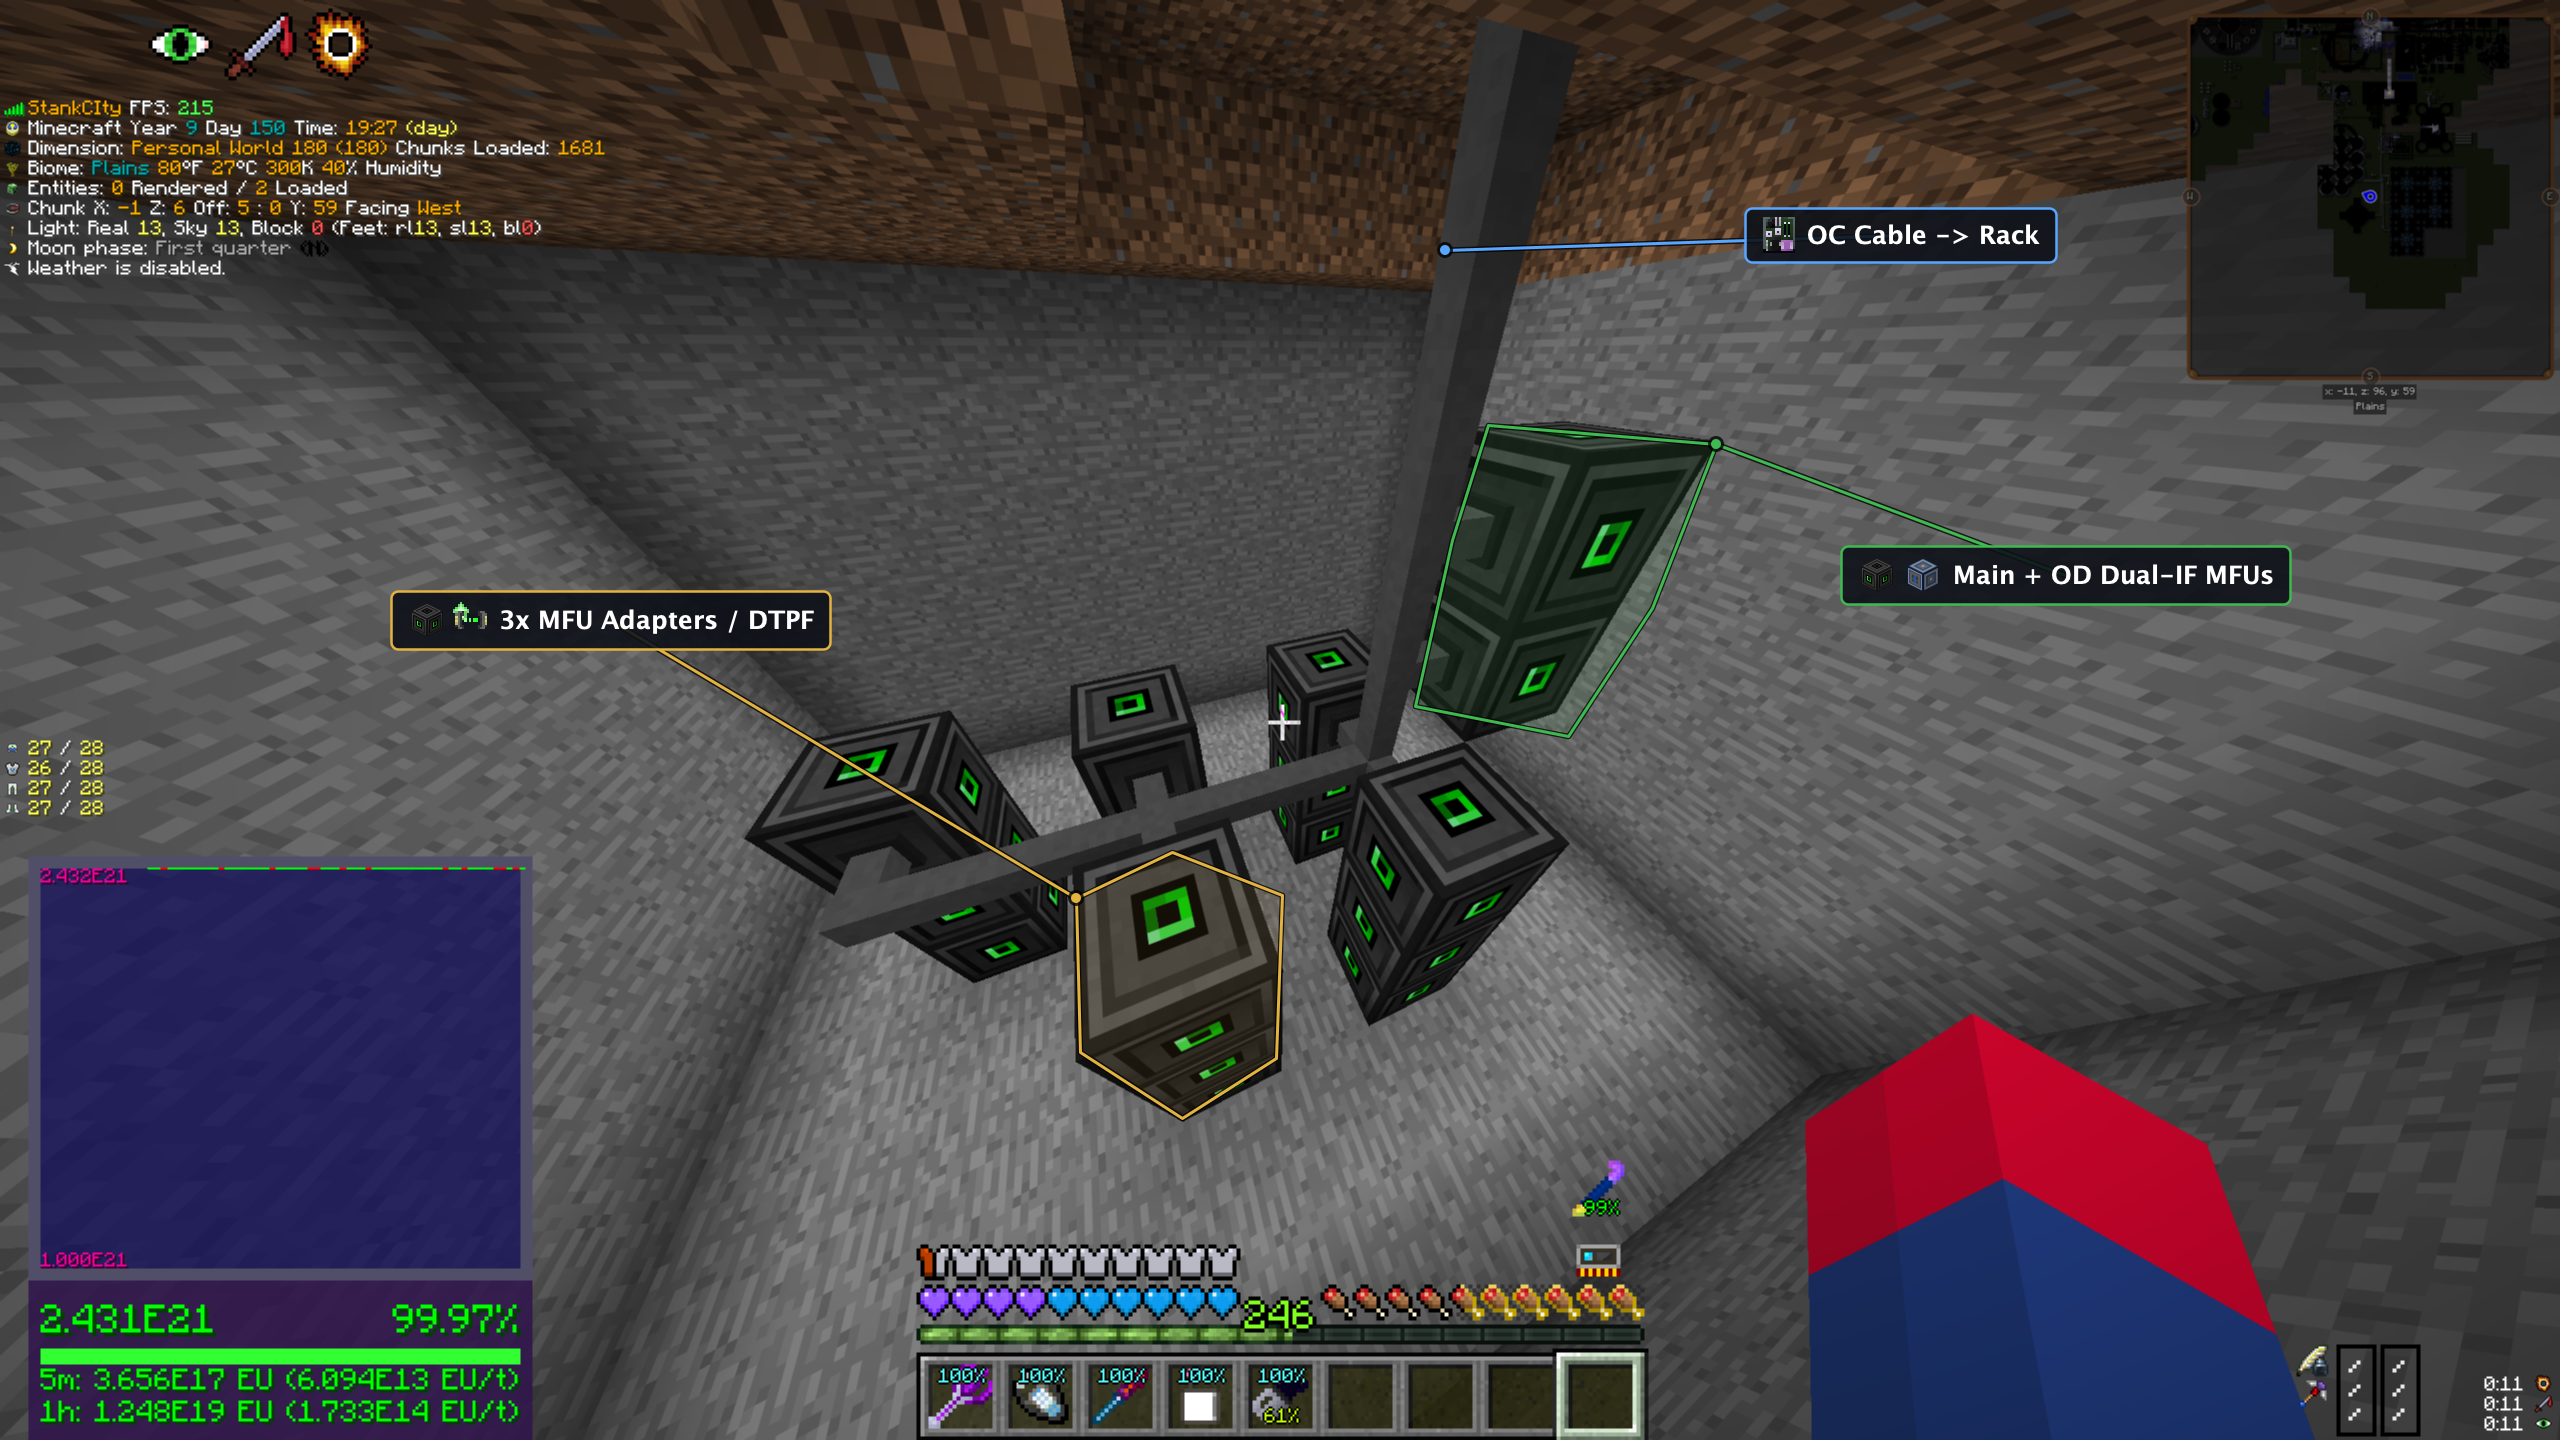 StankCIty FPS: 215
Minecraft Year 9 Day 150 Time: 19:27 (day)
Dimension: Personal World 180 (180) Chunks Loaded: 1681
Biome: Plains 80°F 27°C 300K 40% Humidity
Entities: 0 Rendered / 2 Loaded
Chunk X: -1 Z: 6 Off: 5 : 0 Y: 59 Facing West
Light: Real 13, Sky 13, Block 0 (Feet: rl13, sl13, bl0)
Moon phase: First quarter
Weather is disabled.
N
W
E
S
x: -11, z: 96, y: 59
Plains
OC Cable -> Rack
Main + OD Dual-IF MFUs
3x MFU Adapters / DTPF
27 / 28
26 / 28
27 / 28
27 / 28
2.432E21
1.000E21
2.431E21 99.97%
5m: 3.656E17 EU (6.094E13 EU/t)
1h: 1.248E19 EU (1.733E14 EU/t)
99%
246
100% 100% 100% 100% 100%
61%
0:11
0:11
0:11